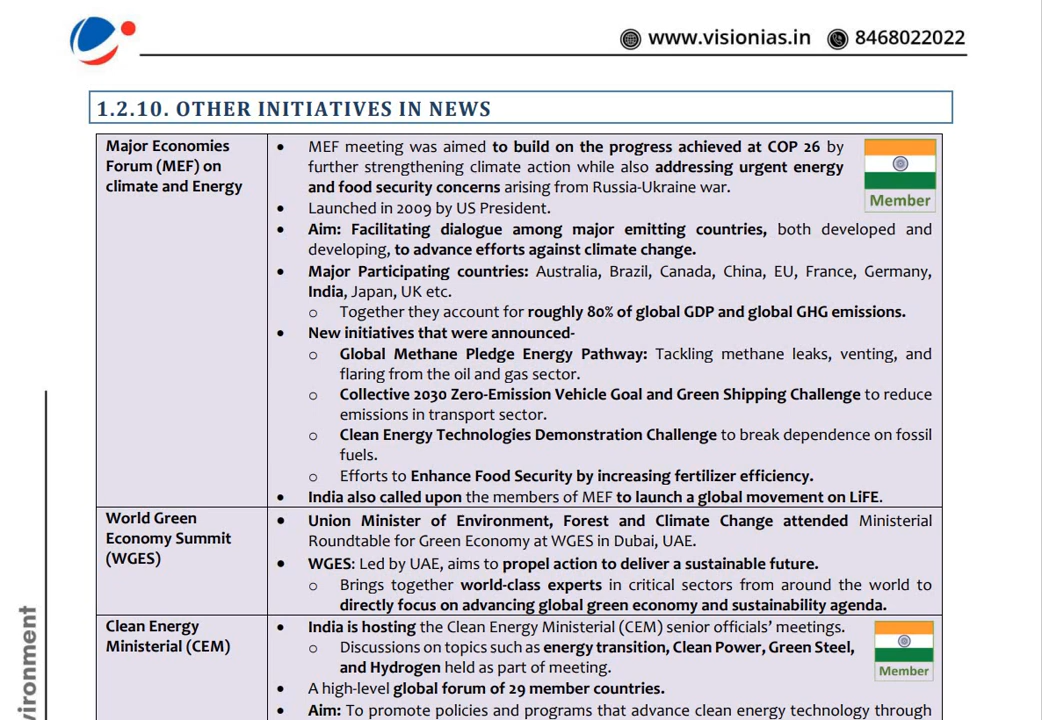 www.visionias.in 8468022022
1.2.10. OTHER INITIATIVES IN NEWS
Major Economies
Forum (MEF) on
climate and Energy
• MEF meeting was aimed to build on the progress achieved at COP 26 by
further strengthening climate action while also addressing urgent energy
and food security concerns arising from Russia-Ukraine war.
Member
• Launched in 2009 by US President.
• Aim: Facilitating dialogue among major emitting countries, both developed and
developing, to advance efforts against climate change.
• Major Participating countries: Australia, Brazil, Canada, China, EU, France, Germany,
India, Japan, UK etc.
o Together they account for roughly 80% of global GDP and global GHG emissions.
• New initiatives that were announced-
o Global Methane Pledge Energy Pathway: Tackling methane leaks, venting, and
flaring from the oil and gas sector.
o Collective 2030 Zero-Emission Vehicle Goal and Green Shipping Challenge to reduce
emissions in transport sector.
o Clean Energy Technologies Demonstration Challenge to break dependence on fossil
fuels.
o Efforts to Enhance Food Security by increasing fertilizer efficiency.
• India also called upon the members of MEF to launch a global movement on LiFE.
World Green
Economy Summit
(WGES)
• Union Minister of Environment, Forest and Climate Change attended Ministerial
Roundtable for Green Economy at WGES in Dubai, UAE.
• WGES: Led by UAE, aims to propel action to deliver a sustainable future.
o Brings together world-class experts in critical sectors from around the world to
directly focus on advancing global green economy and sustainability agenda.
Clean Energy
Ministerial (CEM)
• India is hosting the Clean Energy Ministerial (CEM) senior officials' meetings.
o Discussions on topics such as energy transition, Clean Power, Green Steel,
and Hydrogen held as part of meeting.
Member
• A high-level global forum of 29 member countries.
• Aim: To promote policies and programs that advance clean energy technology through